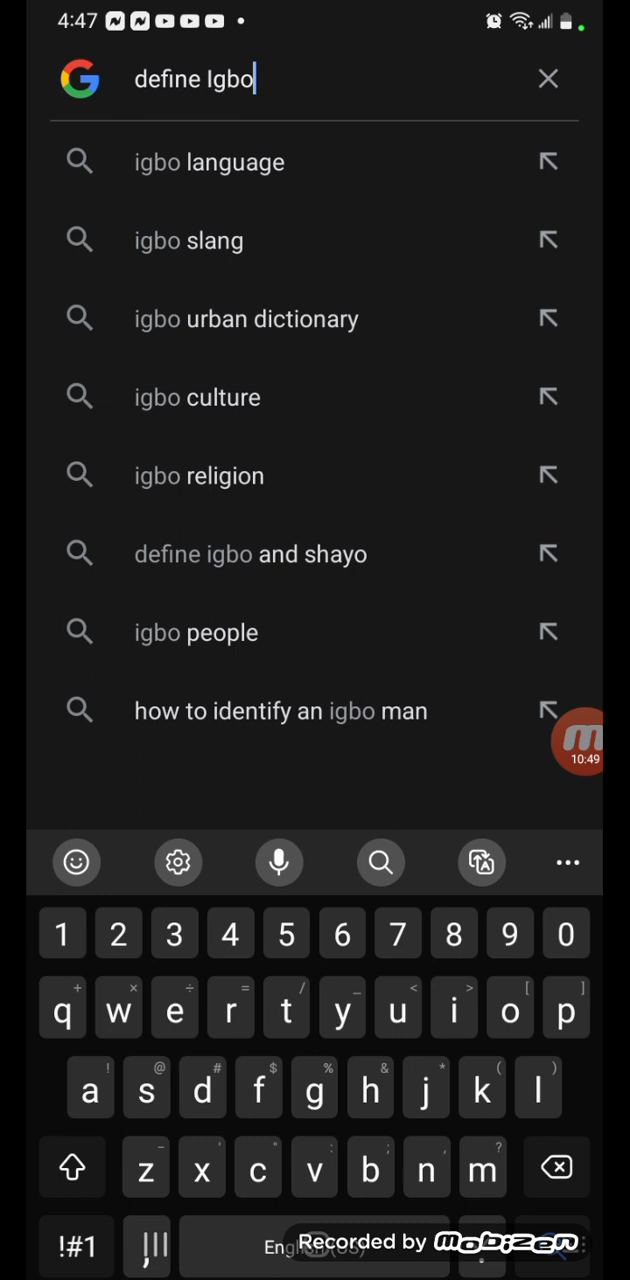 4:47
define Igbo
igbo language
igbo slang
igbo urban dictionary
igbo culture
igbo religion
define igbo and shayo
igbo people
how to identify an igbo man
m
10:49
1 2 3 4 5 6 7 8 9 0
+ × ÷ = / _ < > [ ]
q w e r t y u i o p
! @ # $ % & * ( )
a s d f g h j k l
- ' " : ; , ?
z x c v b n m
!#1 ,
Recorded by mobizen